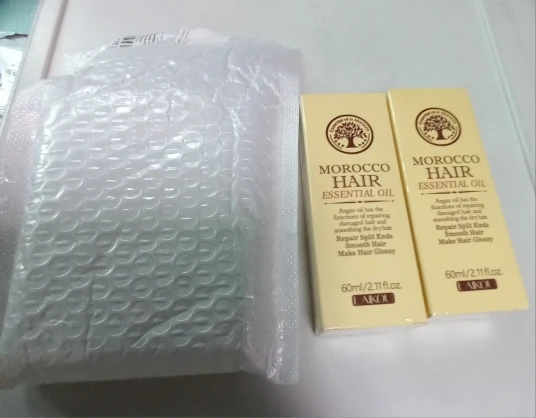 MOROCCO
HAIR
ESSENTIAL OIL
Argan oil has the
functions of repairing
damaged hair and
smoothing the dry hair
Repair Split Ends
Smooth Hair
Make Hair Glossy
60ml/2.11fl.oz.
LAIKOU
MOROCCO
HAIR
ESSENTIAL OIL
Argan oil has the
functions of repairing
damaged hair and
smoothing the dry hair
Repair Split Ends
Smooth Hair
Make Hair Glossy
60ml/2.11fl.oz.
LAIKOU